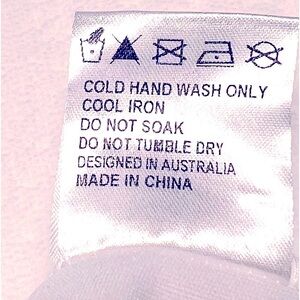 COLD HAND WASH ONLY
COOL IRON
DO NOT SOAK
DO NOT TUMBLE DRY
DESIGNED IN AUSTRALIA
MADE IN CHINA